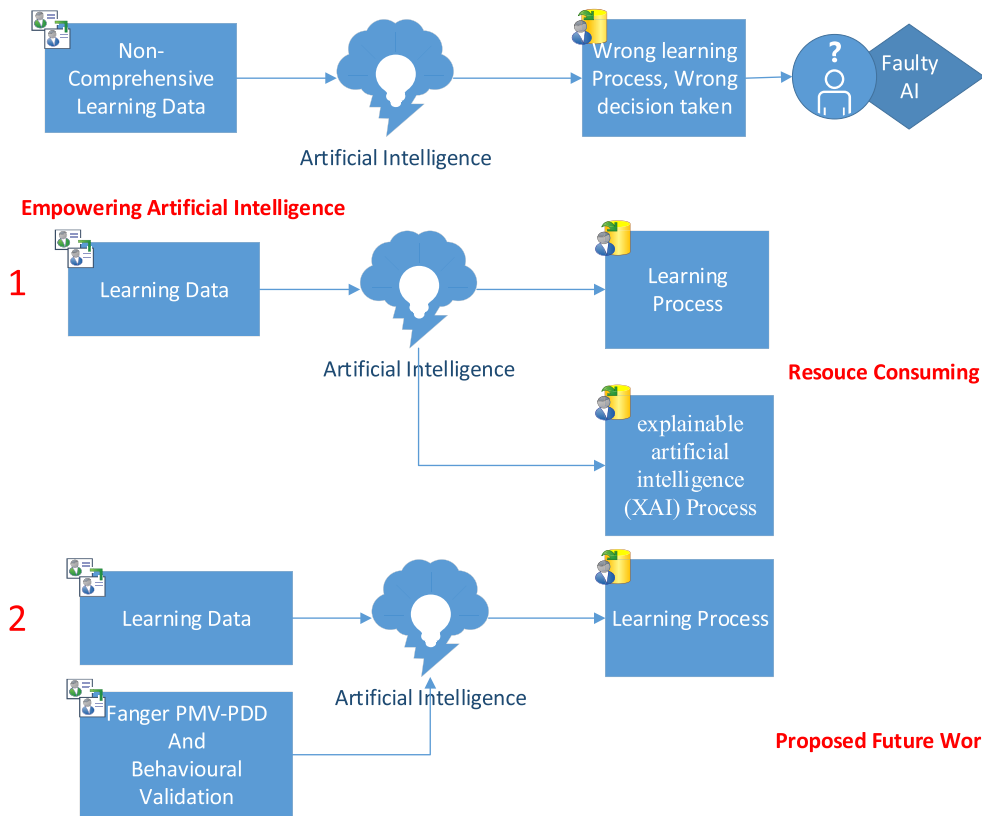 Non-
Comprehensive
Learning Data
Artificial Intelligence
Wrong learning
Process, Wrong
decision taken
?
Faulty
AI
Empowering Artificial Intelligence
1
Learning Data
Artificial Intelligence
Learning
Process
Resouce Consuming
explainable
artificial
intelligence
(XAI) Process
2
Learning Data
Artificial Intelligence
Learning Process
Fanger PMV-PDD
And
Behavioural
Validation
Proposed Future Wor